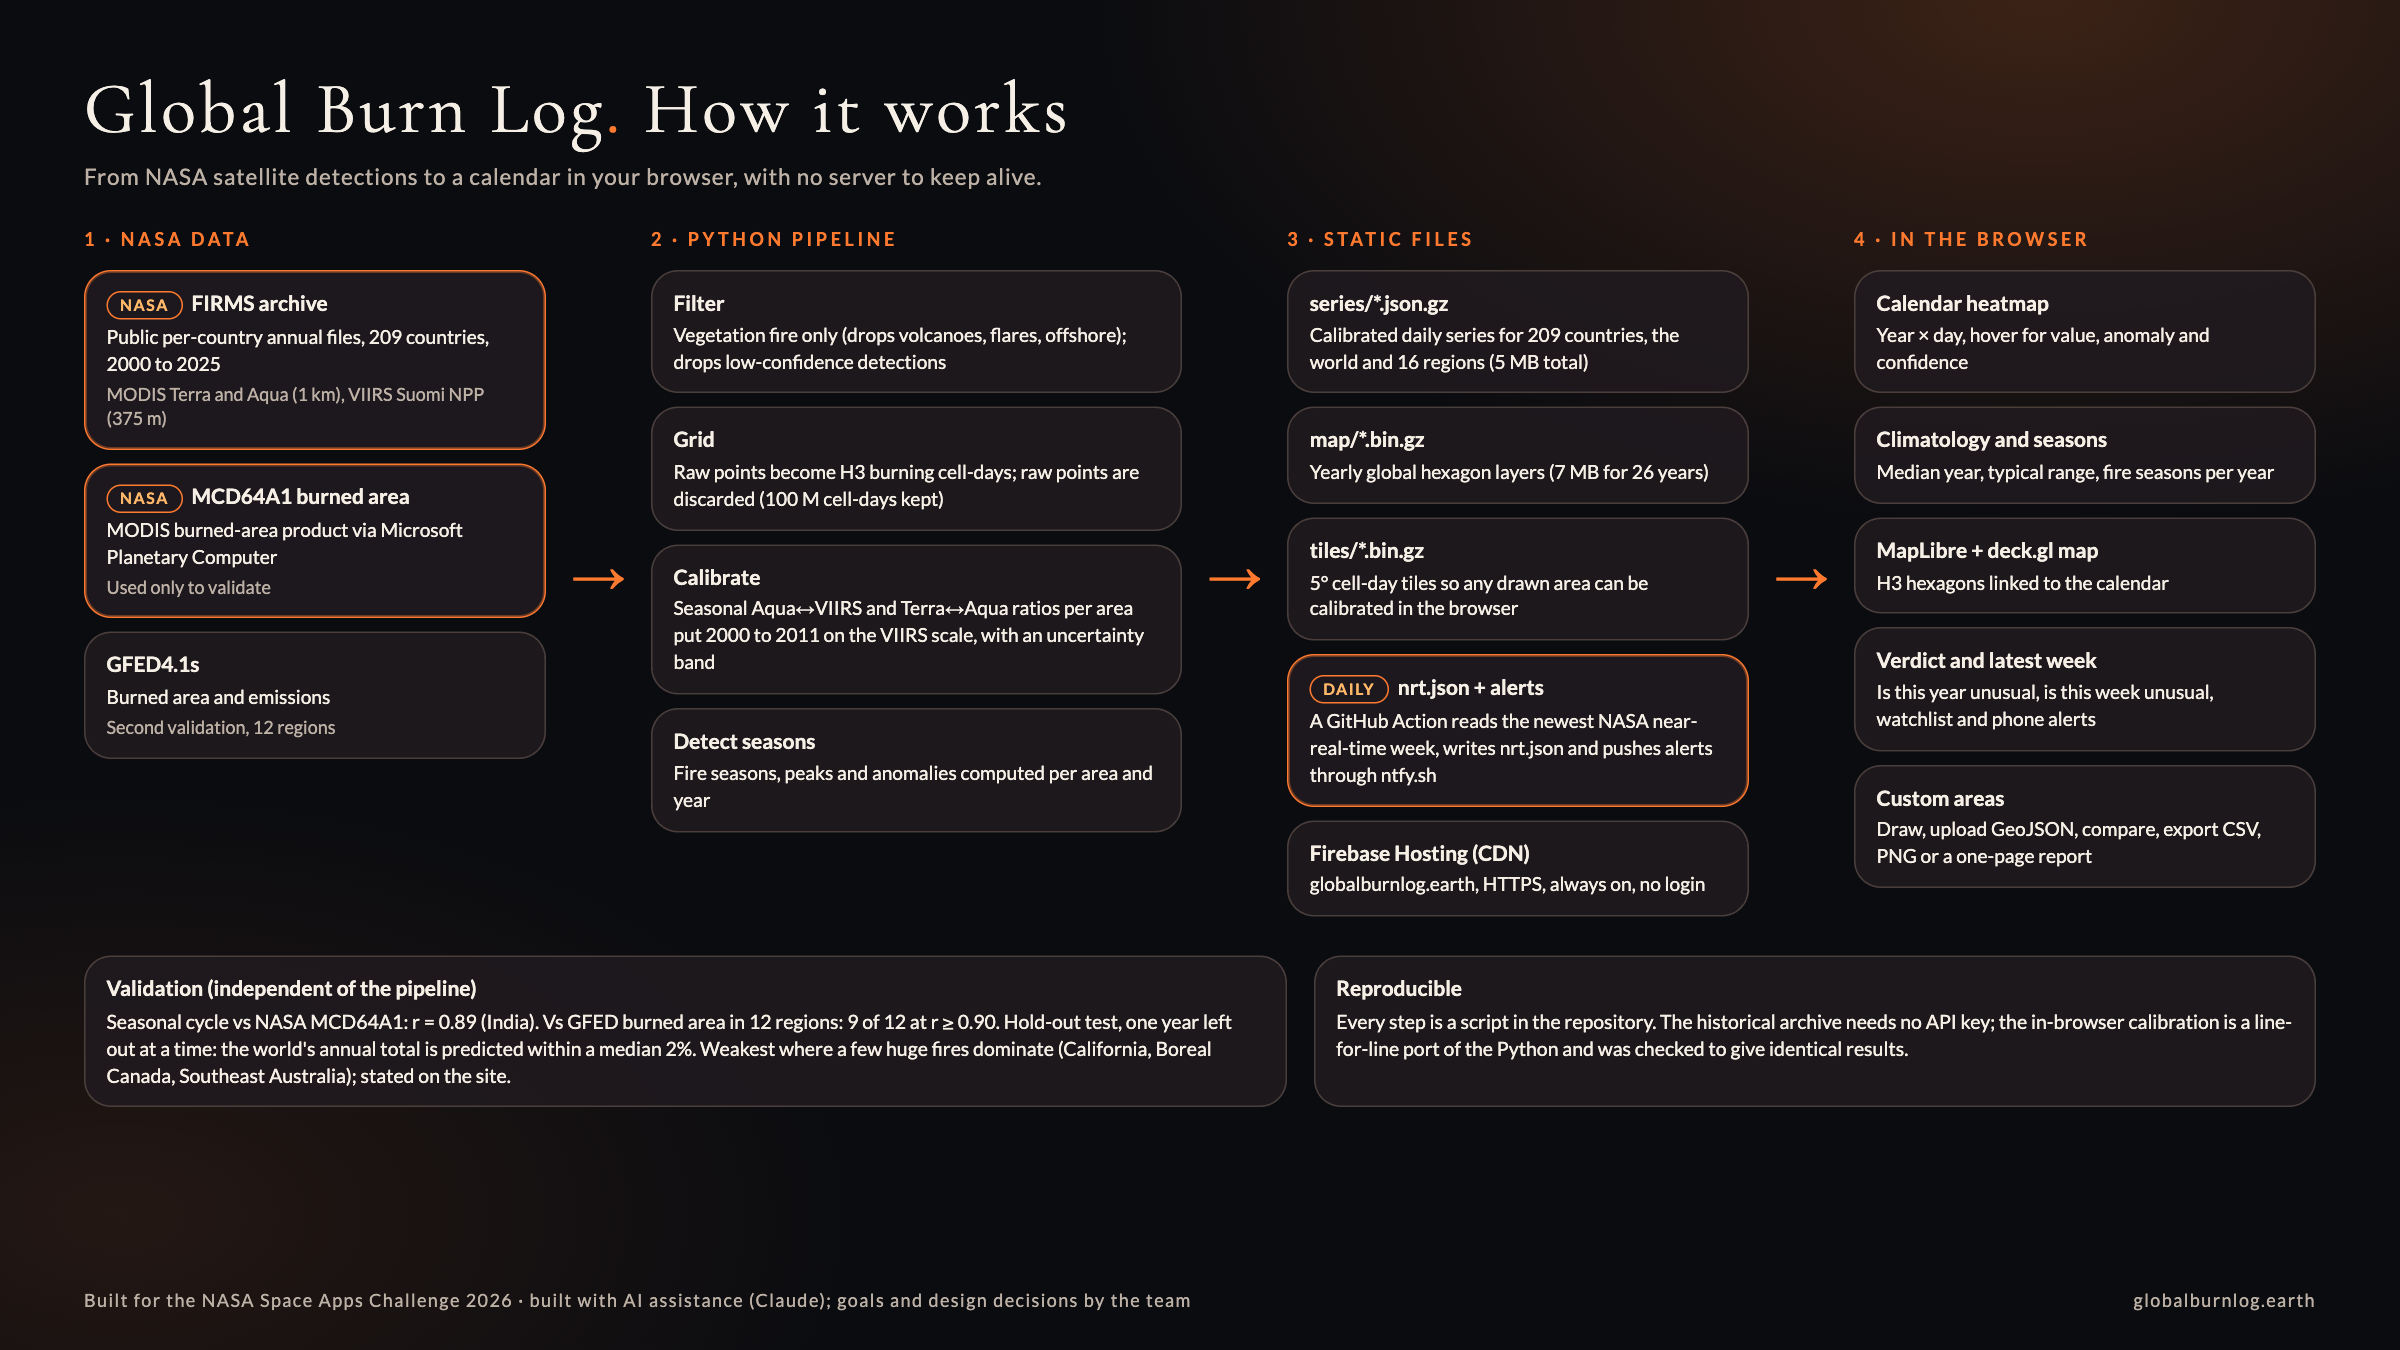 Global Burn Log. How it works
From NASA satellite detections to a calendar in your browser, with no server to keep alive.
1 · NASA DATA
NASA FIRMS archive
Public per-country annual files, 209 countries,
2000 to 2025
MODIS Terra and Aqua (1 km), VIIRS Suomi NPP
(375 m)
NASA MCD64A1 burned area
MODIS burned-area product via Microsoft
Planetary Computer
Used only to validate
GFED4.1s
Burned area and emissions
Second validation, 12 regions
→
2 · PYTHON PIPELINE
Filter
Vegetation fire only (drops volcanoes, flares, offshore);
drops low-confidence detections
Grid
Raw points become H3 burning cell-days; raw points are
discarded (100 M cell-days kept)
Calibrate
Seasonal Aqua↔VIIRS and Terra↔Aqua ratios per area
put 2000 to 2011 on the VIIRS scale, with an uncertainty
band
Detect seasons
Fire seasons, peaks and anomalies computed per area and
year
→
3 · STATIC FILES
series/*.json.gz
Calibrated daily series for 209 countries, the
world and 16 regions (5 MB total)
map/*.bin.gz
Yearly global hexagon layers (7 MB for 26 years)
tiles/*.bin.gz
5° cell-day tiles so any drawn area can be
calibrated in the browser
DAILY nrt.json + alerts
A GitHub Action reads the newest NASA near-
real-time week, writes nrt.json and pushes alerts
through ntfy.sh
Firebase Hosting (CDN)
globalburnlog.earth, HTTPS, always on, no login
→
4 · IN THE BROWSER
Calendar heatmap
Year × day, hover for value, anomaly and
confidence
Climatology and seasons
Median year, typical range, fire seasons per year
MapLibre + deck.gl map
H3 hexagons linked to the calendar
Verdict and latest week
Is this year unusual, is this week unusual,
watchlist and phone alerts
Custom areas
Draw, upload GeoJSON, compare, export CSV,
PNG or a one-page report
Validation (independent of the pipeline)
Seasonal cycle vs NASA MCD64A1: r = 0.89 (India). Vs GFED burned area in 12 regions: 9 of 12 at r ≥ 0.90. Hold-out test, one year left
out at a time: the world's annual total is predicted within a median 2%. Weakest where a few huge fires dominate (California, Boreal
Canada, Southeast Australia); stated on the site.
Reproducible
Every step is a script in the repository. The historical archive needs no API key; the in-browser calibration is a line-
for-line port of the Python and was checked to give identical results.
Built for the NASA Space Apps Challenge 2026 · built with AI assistance (Claude); goals and design decisions by the team
globalburnlog.earth